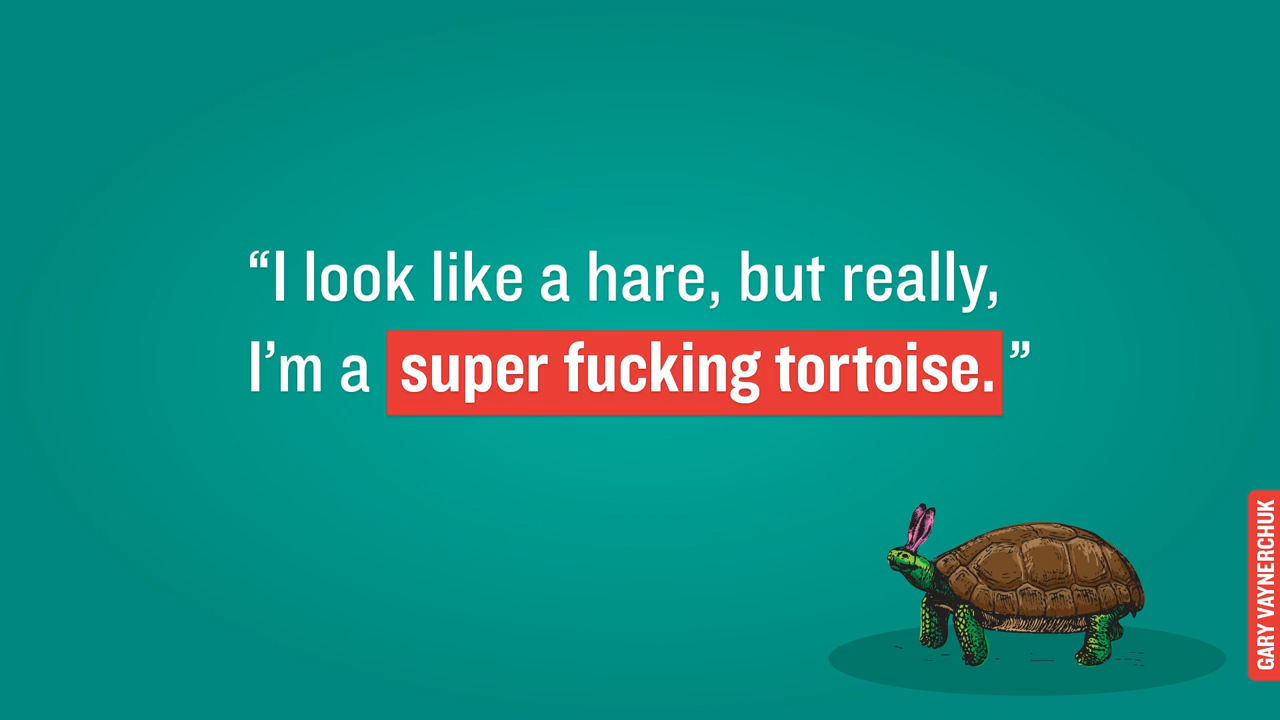 “I look like a hare, but really,
I’m a super fucking tortoise.”
GARY VAYNERCHUK